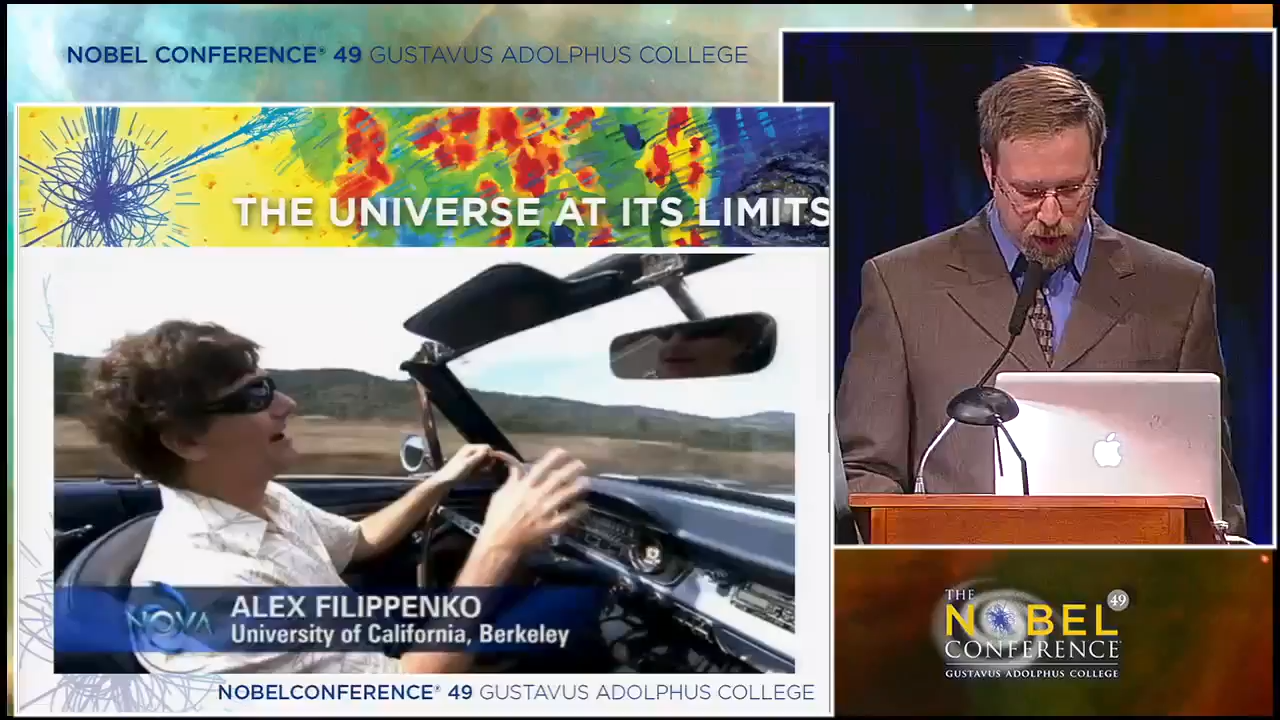 NOBEL CONFERENCE® 49 GUSTAVUS ADOLPHUS COLLEGE
THE UNIVERSE AT ITS LIMITS
NOVA
ALEX FILIPPENKO
University of California, Berkeley
NOBELCONFERENCE® 49 GUSTAVUS ADOLPHUS COLLEGE
THE
NOBEL 49
CONFERENCE
GUSTAVUS ADOLPHUS COLLEGE